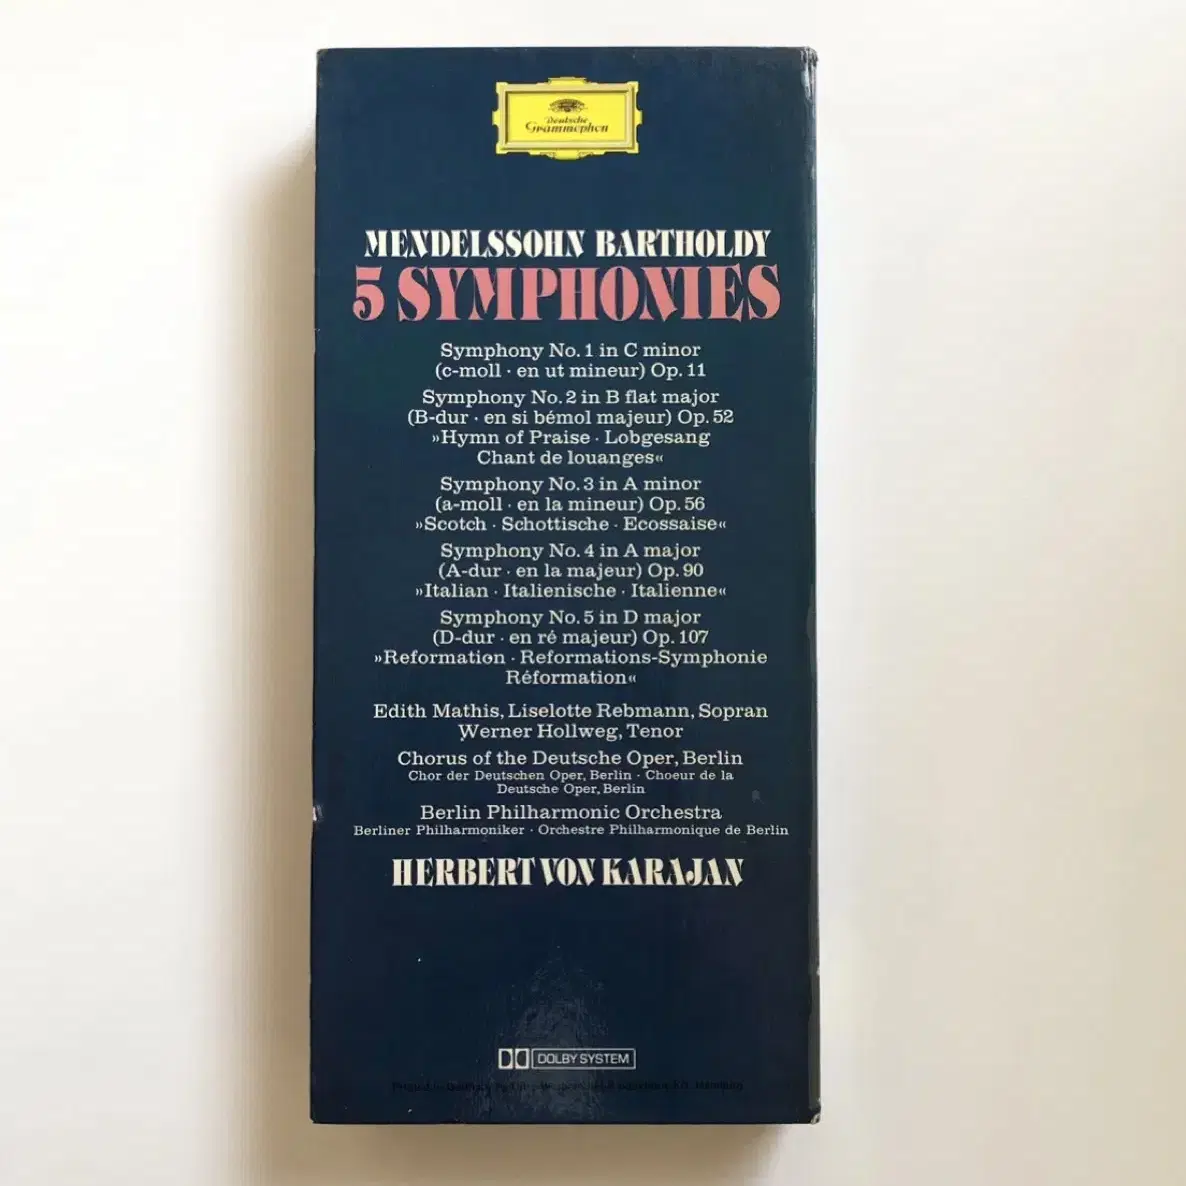 Deutsche
Grammophon
MENDELSSOHN BARTHOLDY
5 SYMPHONIES
Symphony No. 1 in C minor
(c-moll · en ut mineur) Op. 11
Symphony No. 2 in B flat major
(B-dur · en si bémol majeur) Op. 52
»Hymn of Praise · Lobgesang
Chant de louanges«
Symphony No. 3 in A minor
(a-moll · en la mineur) Op. 56
»Scotch · Schottische · Ecossaise«
Symphony No. 4 in A major
(A-dur · en la majeur) Op. 90
»Italian · Italienische · Italienne«
Symphony No. 5 in D major
(D-dur · en ré majeur) Op. 107
»Reformation · Reformations-Symphonie
Réformation«
Edith Mathis, Liselotte Rebmann, Sopran
Werner Hollweg, Tenor
Chorus of the Deutsche Oper, Berlin
Chor der Deutschen Oper, Berlin · Choeur de la
Deutsche Oper, Berlin
Berlin Philharmonic Orchestra
Berliner Philharmoniker · Orchestre Philharmonique de Berlin
HERBERT VON KARAJAN
DOLBY SYSTEM